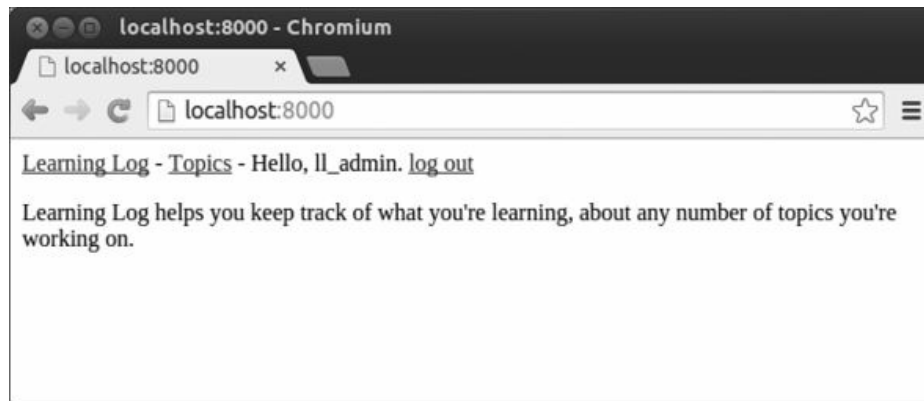 localhost:8000 - Chromium
localhost:8000
localhost:8000
Learning Log - Topics - Hello, ll_admin. log out
Learning Log helps you keep track of what you're learning, about any number of topics you're
working on.